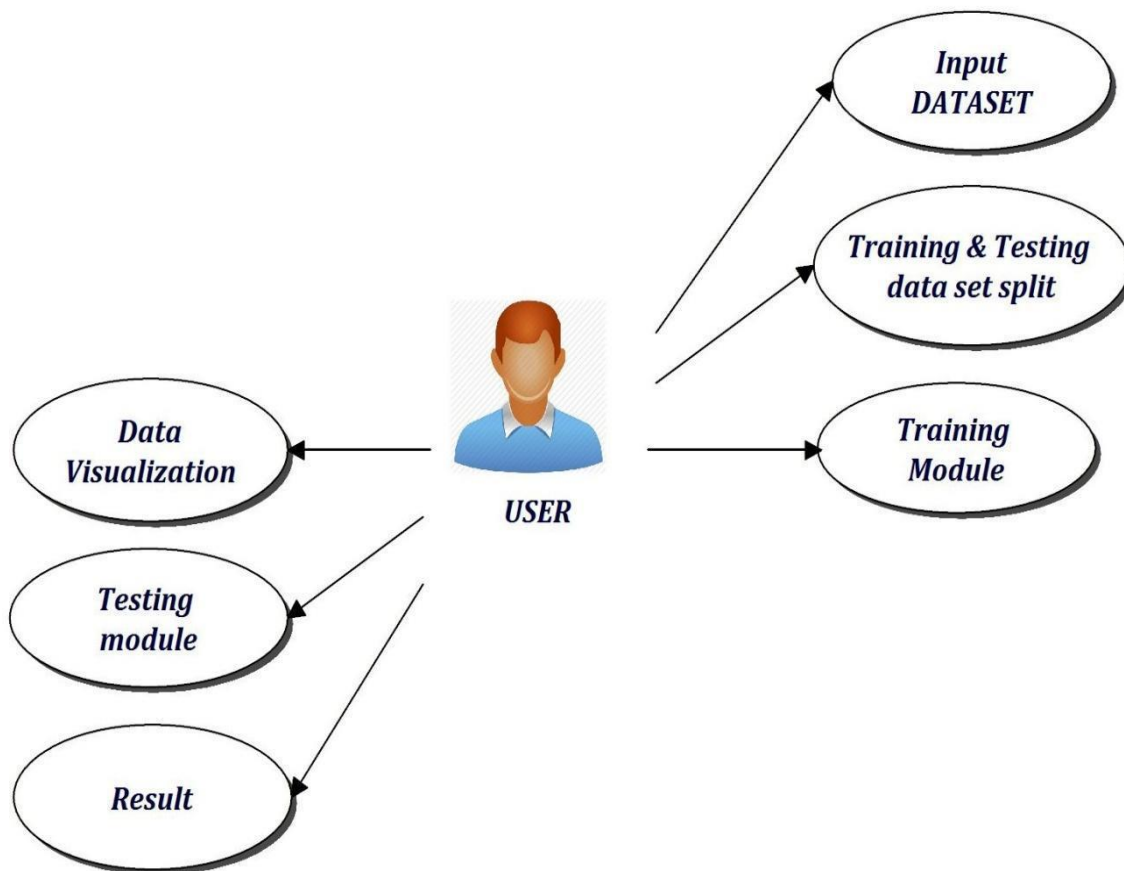 Input
DATASET
Training & Testing
data set split
Training
Module
USER
Data
Visualization
Testing
module
Result